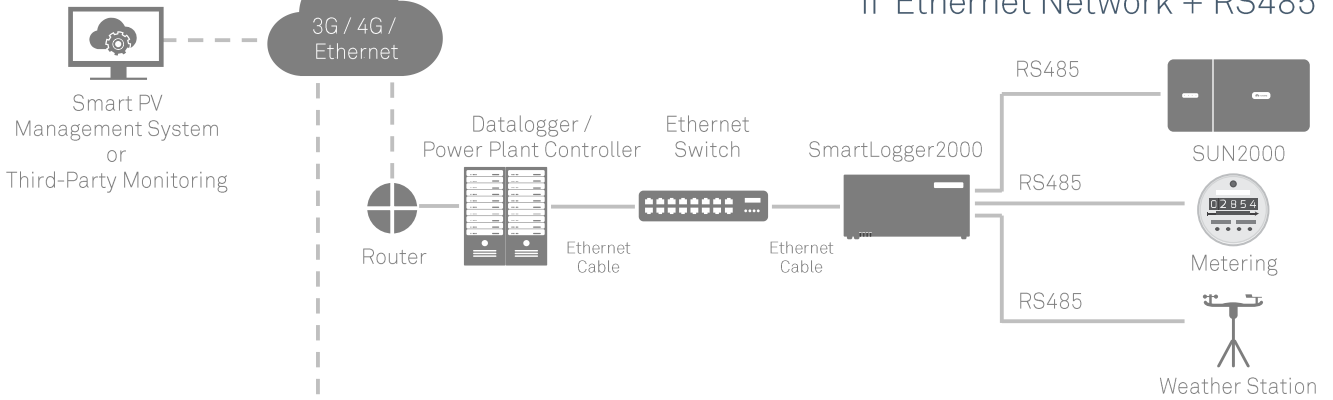 Ethernet Network + RS485
3G / 4G /
Ethernet
Smart PV
Management System
or
Third-Party Monitoring
Router
Datalogger /
Power Plant Controller
Ethernet
Cable
Ethernet
Switch
Ethernet
Cable
SmartLogger2000
RS485
SUN2000
RS485
02854
Metering
RS485
Weather Station